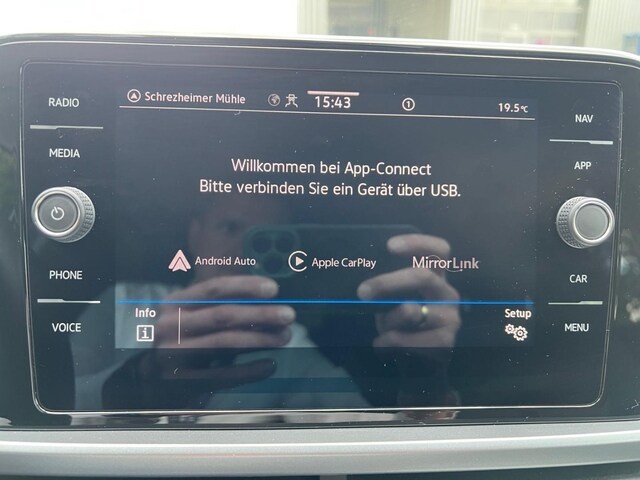 RADIO
MEDIA
PHONE
VOICE
Schrezheimer Mühle
15:43
1
19.5°C
Willkommen bei App-Connect
Bitte verbinden Sie ein Gerät über USB.
Android Auto
Apple CarPlay
MirrorLink
Info
i
Setup
NAV
APP
CAR
MENU